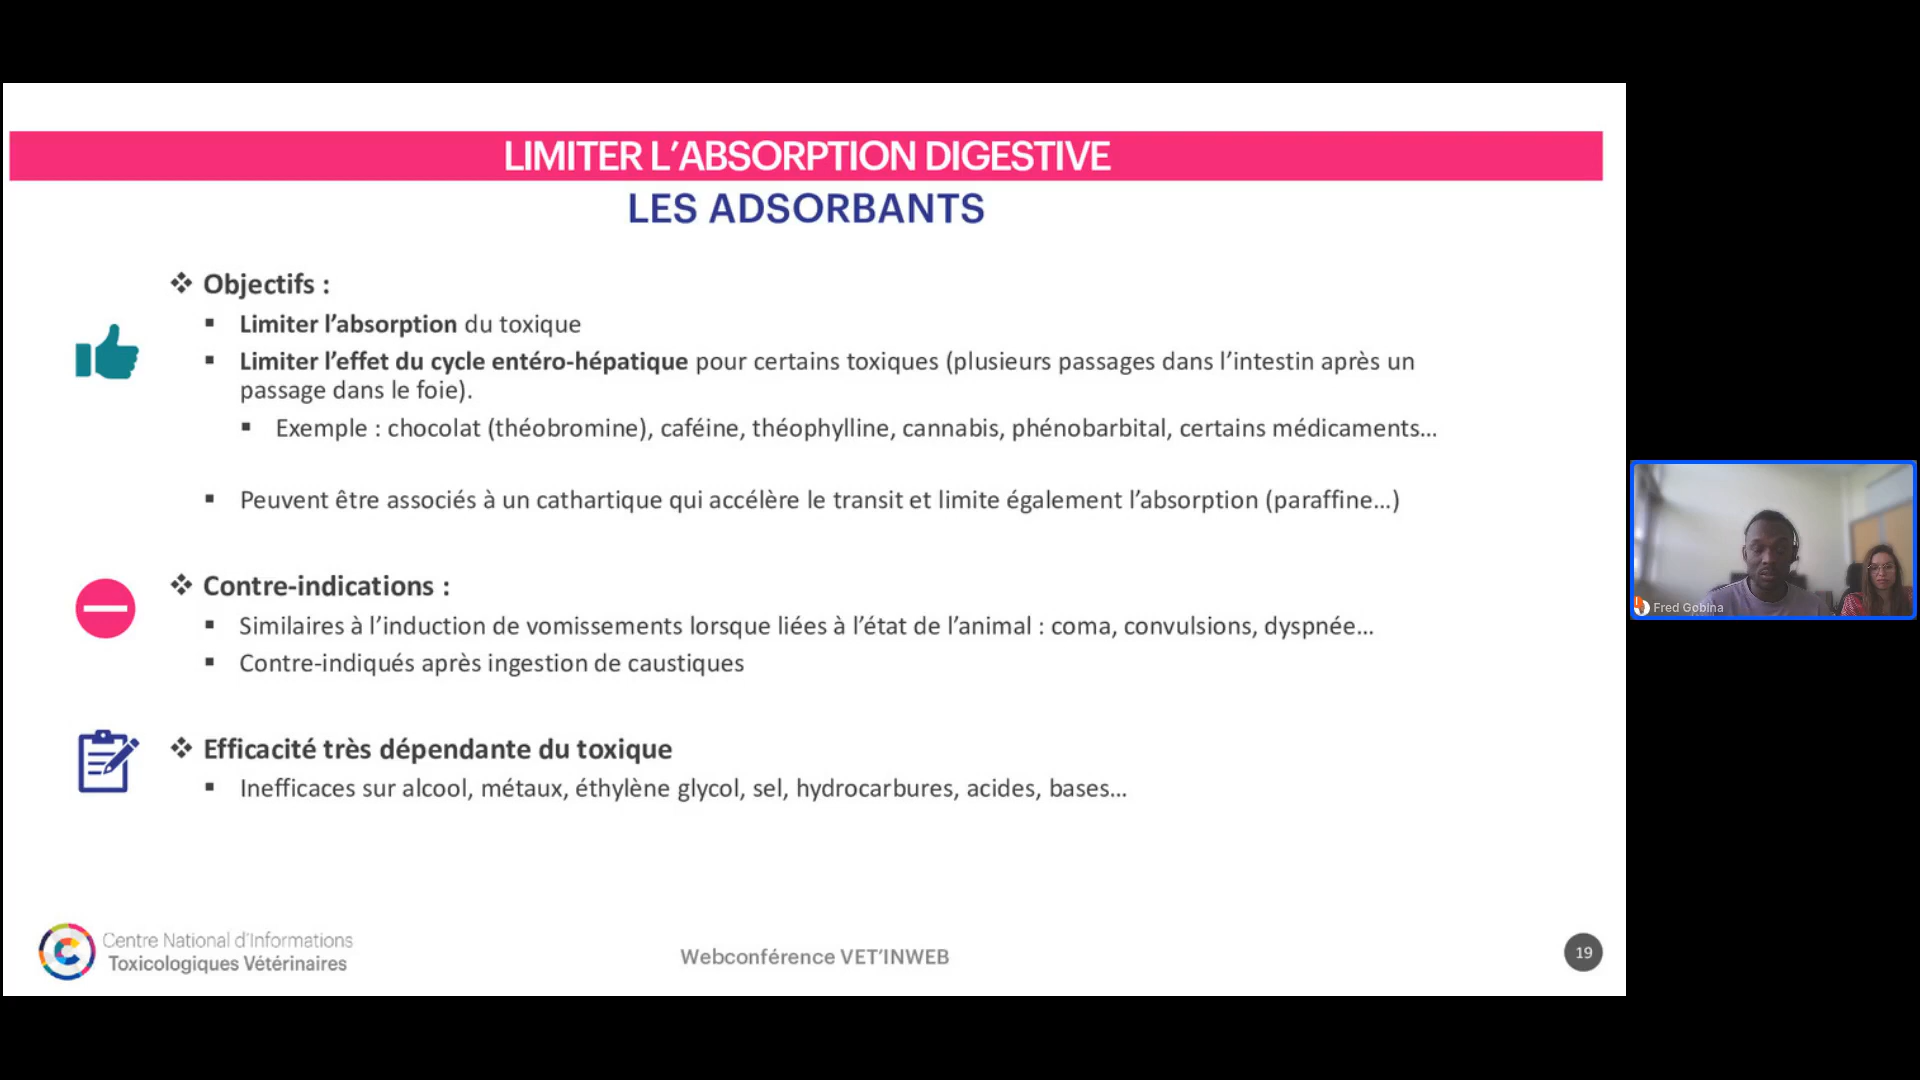 LIMITER L’ABSORPTION DIGESTIVE
LES ADSORBANTS
❖ Objectifs :
▪ Limiter l’absorption du toxique
▪ Limiter l’effet du cycle entéro-hépatique pour certains toxiques (plusieurs passages dans l’intestin après un
passage dans le foie).
▪ Exemple : chocolat (théobromine), caféine, théophylline, cannabis, phénobarbital, certains médicaments…
▪ Peuvent être associés à un cathartique qui accélère le transit et limite également l’absorption (paraffine…)
❖ Contre-indications :
▪ Similaires à l’induction de vomissements lorsque liées à l’état de l’animal : coma, convulsions, dyspnée…
▪ Contre-indiqués après ingestion de caustiques
❖ Efficacité très dépendante du toxique
▪ Inefficaces sur alcool, métaux, éthylène glycol, sel, hydrocarbures, acides, bases…
Centre National d’Informations
Toxicologiques Vétérinaires
Webconférence VET’INWEB
19
Fred Gobina